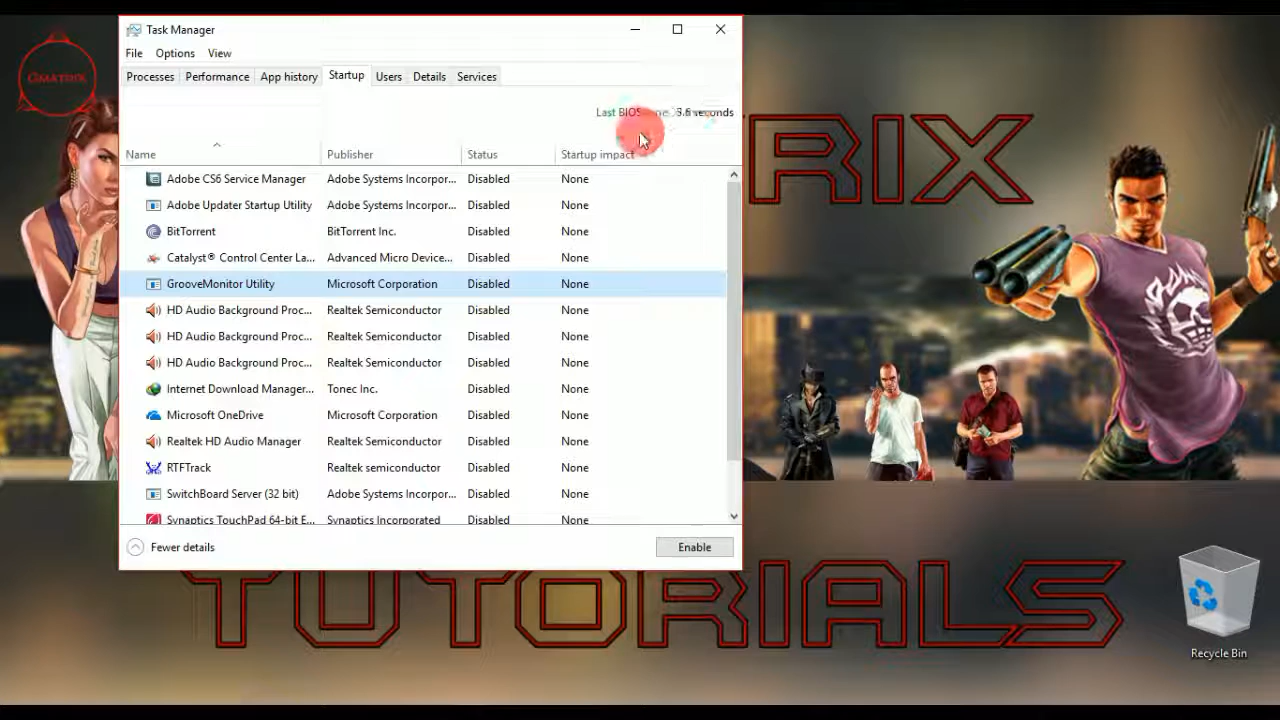 GMATRIX
Task Manager
File Options View
Processes Performance App history Startup Users Details Services
Last BIOS seconds
Name Publisher Status Startup impact
Adobe CS6 Service Manager Adobe Systems Incorpor... Disabled None
Adobe Updater Startup Utility Adobe Systems Incorpor... Disabled None
BitTorrent BitTorrent Inc. Disabled None
Catalyst® Control Center La... Advanced Micro Device... Disabled None
GrooveMonitor Utility Microsoft Corporation Disabled None
HD Audio Background Proc... Realtek Semiconductor Disabled None
HD Audio Background Proc... Realtek Semiconductor Disabled None
HD Audio Background Proc... Realtek Semiconductor Disabled None
Internet Download Manager... Tonec Inc. Disabled None
Microsoft OneDrive Microsoft Corporation Disabled None
Realtek HD Audio Manager Realtek Semiconductor Disabled None
RTFTrack Realtek semiconductor Disabled None
SwitchBoard Server (32 bit) Adobe Systems Incorpor... Disabled None
Synaptics TouchPad 64-bit E... Synaptics Incorporated Disabled None
Fewer details Enable
RIX
TUTORIALS
Recycle Bin